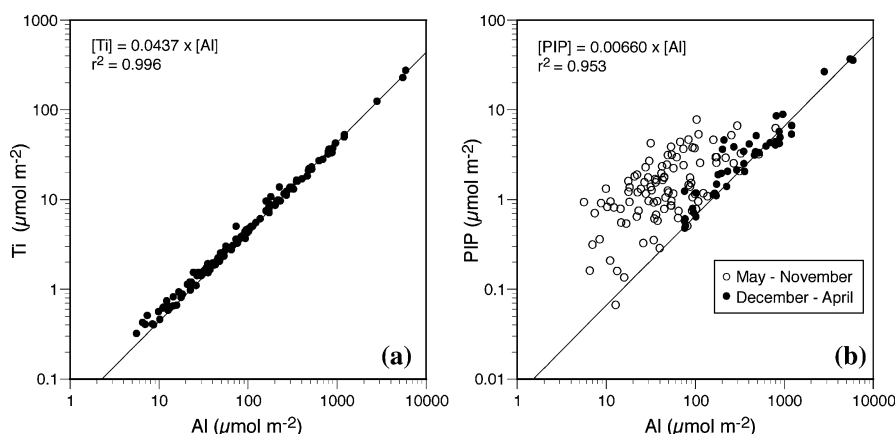 [Ti] = 0.0437 x [Al]
r² = 0.996
1000
100
10
1
0.1
Ti (µmol m-2)
1
10
100
1000
10000
Al (µmol m-2)
(a)
[PIP] = 0.00660 x [Al]
r² = 0.953
100
10
1
0.1
0.01
PIP (µmol m-2)
May - November
December - April
1
10
100
1000
10000
Al (µmol m-2)
(b)